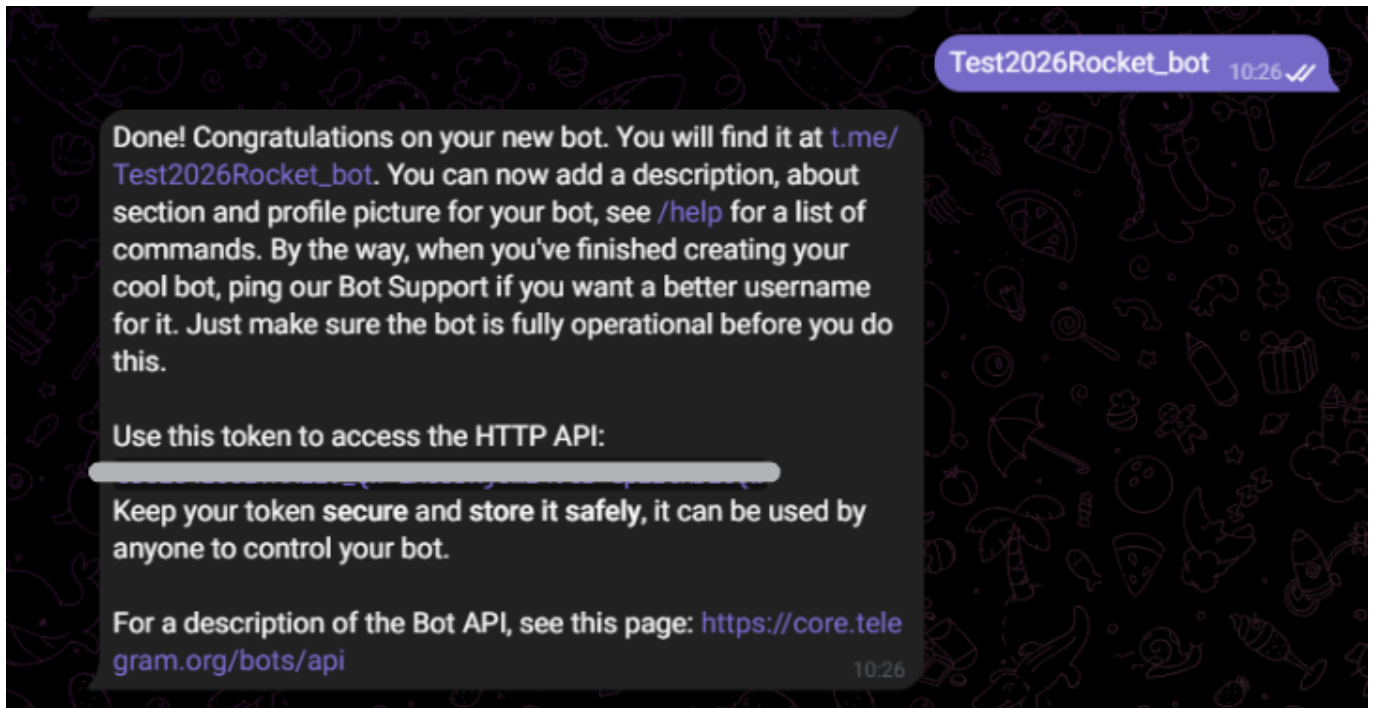 Test2026Rocket_bot 10:26
Done! Congratulations on your new bot. You will find it at t.me/
Test2026Rocket_bot. You can now add a description, about
section and profile picture for your bot, see /help for a list of
commands. By the way, when you've finished creating your
cool bot, ping our Bot Support if you want a better username
for it. Just make sure the bot is fully operational before you do
this.
Use this token to access the HTTP API:
Keep your token secure and store it safely, it can be used by
anyone to control your bot.
For a description of the Bot API, see this page: https://core.tele
gram.org/bots/api 10:26